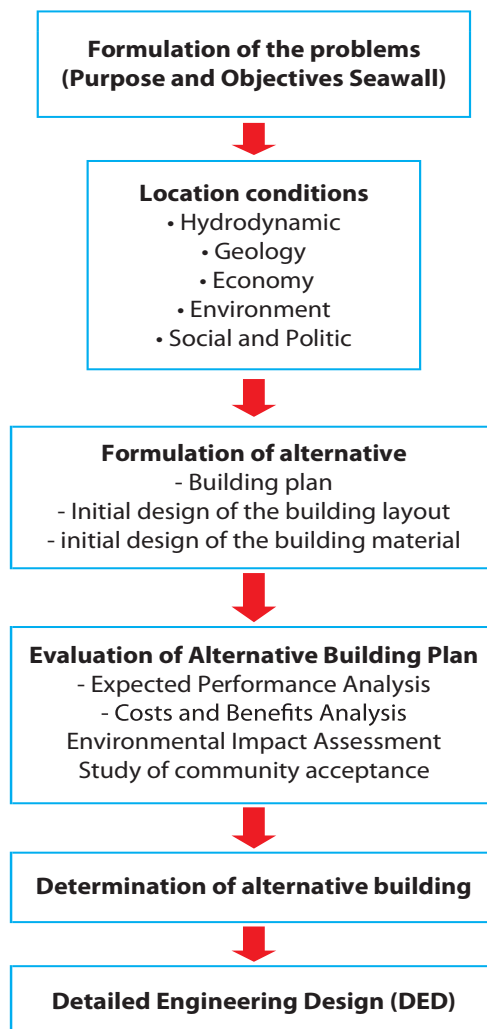 Formulation of the problems
(Purpose and Objectives Seawall)
Location conditions
• Hydrodynamic
• Geology
• Economy
• Environment
• Social and Politic
Formulation of alternative
- Building plan
- Initial design of the building layout
- initial design of the building material
Evaluation of Alternative Building Plan
- Expected Performance Analysis
- Costs and Benefits Analysis
Environmental Impact Assessment
Study of community acceptance
Determination of alternative building
Detailed Engineering Design (DED)